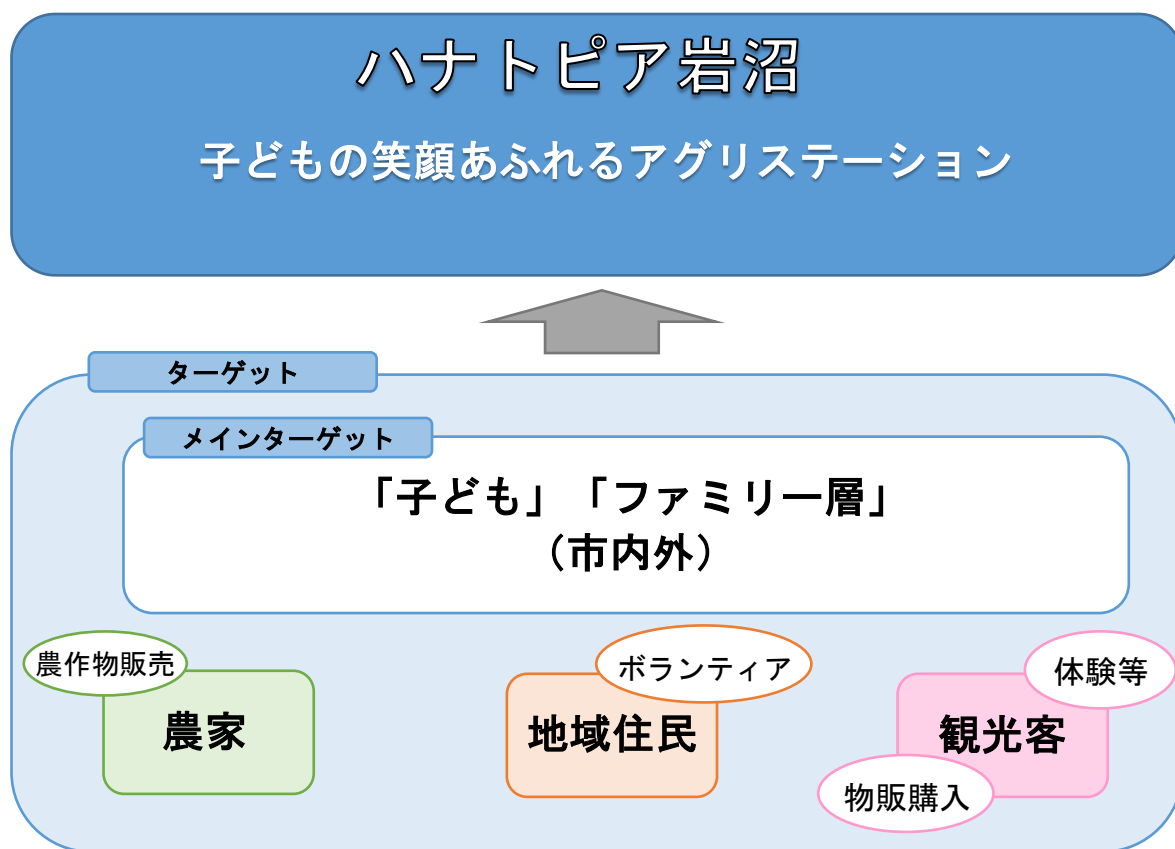 ハナトピア岩沼
子どもの笑顔あふれるアグリステーション
ターゲット
メインターゲット
「子ども」「ファミリー層」
（市内外）
農作物販売
農家
ボランティア
地域住民
体験等
観光客
物販購入